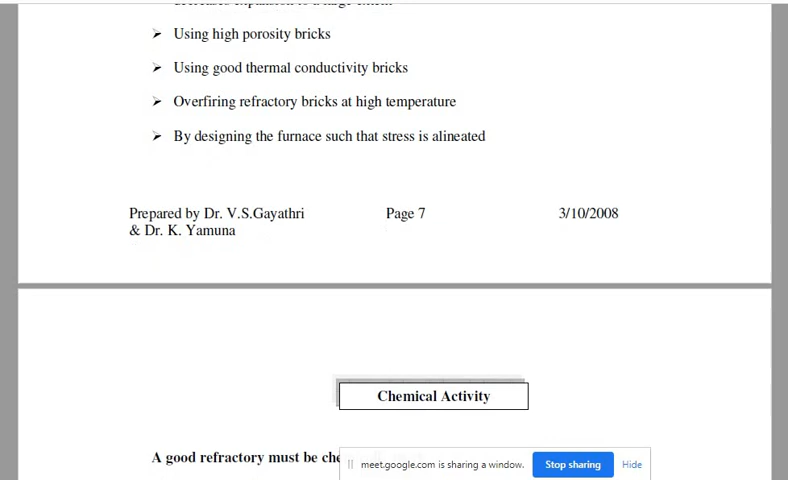 Using high porosity bricks
Using good thermal conductivity bricks
Overfiring refractory bricks at high temperature
By designing the furnace such that stress is alineated
Prepared by Dr. V.S.Gayathri Page 7 3/10/2008
& Dr. K. Yamuna
Chemical Activity
A good refractory must be che
meet.google.com is sharing a window. Stop sharing Hide